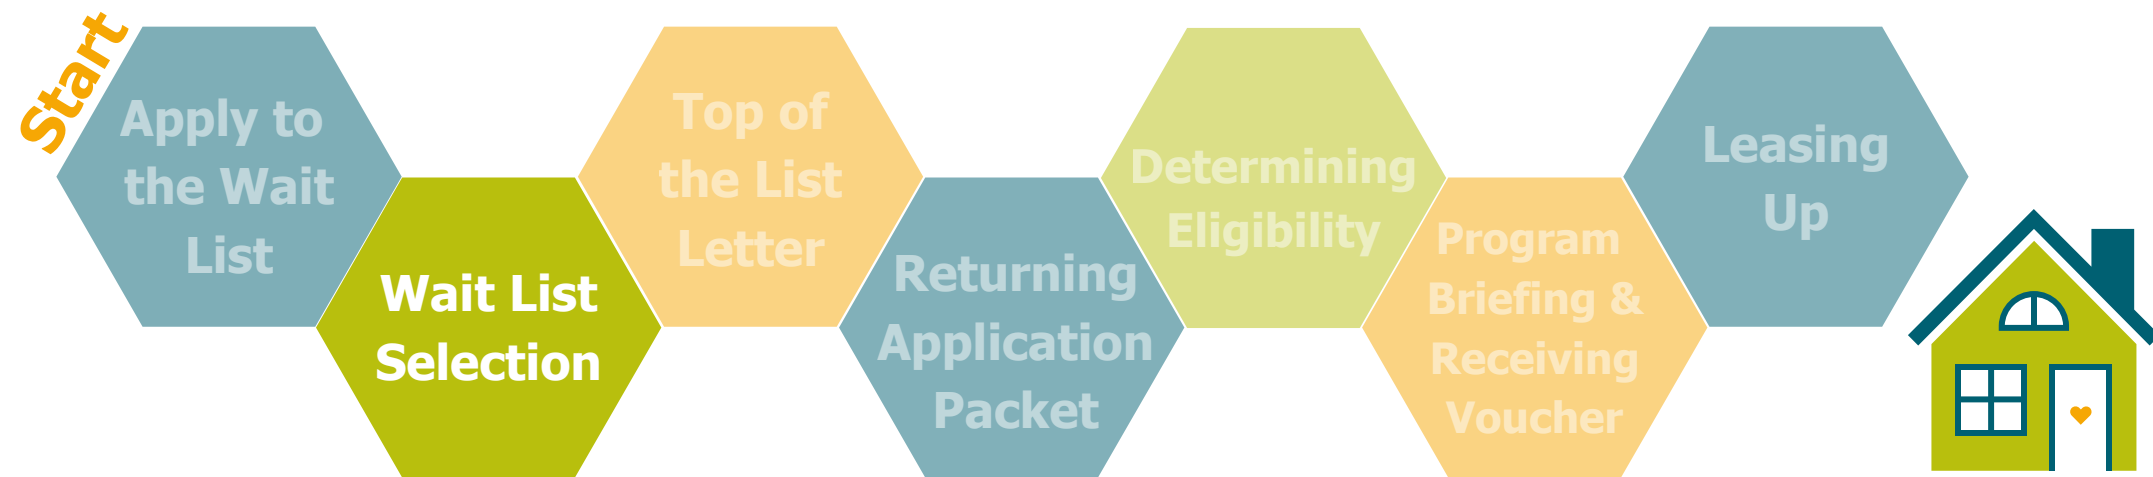 Start
Apply to
the Wait
List
Wait List
Selection
Top of
the List
Letter
Returning
Application
Packet
Determining
Eligibility
Program
Briefing &
Receiving
Voucher
Leasing
Up